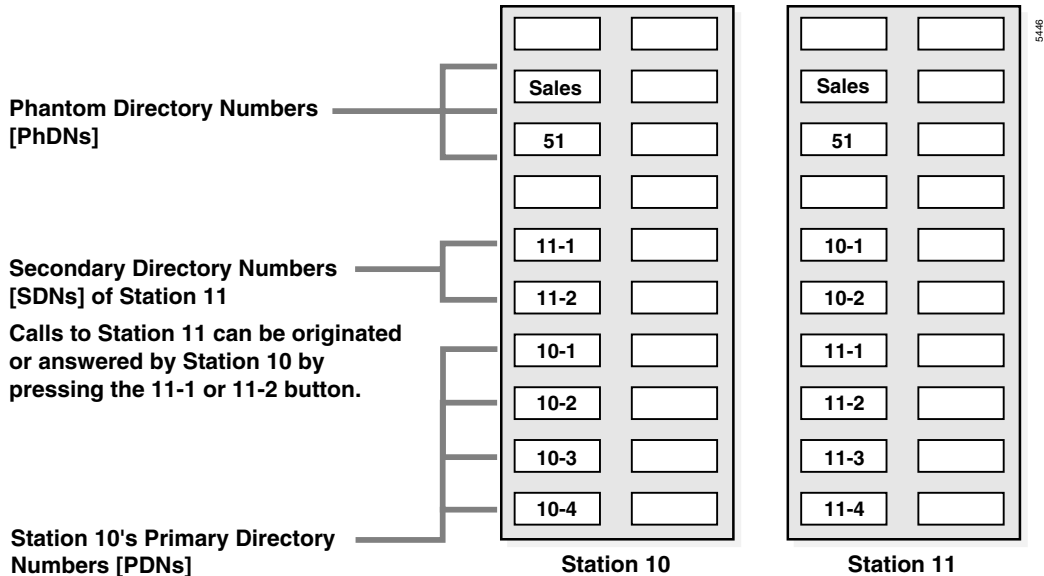 5446
Phantom Directory Numbers
[PhDNs]
Secondary Directory Numbers
[SDNs] of Station 11
Calls to Station 11 can be originated
or answered by Station 10 by
pressing the 11-1 or 11-2 button.
Station 10's Primary Directory
Numbers [PDNs]
Sales
51
11-1
11-2
10-1
10-2
10-3
10-4
Station 10
Sales
51
10-1
10-2
11-1
11-2
11-3
11-4
Station 11